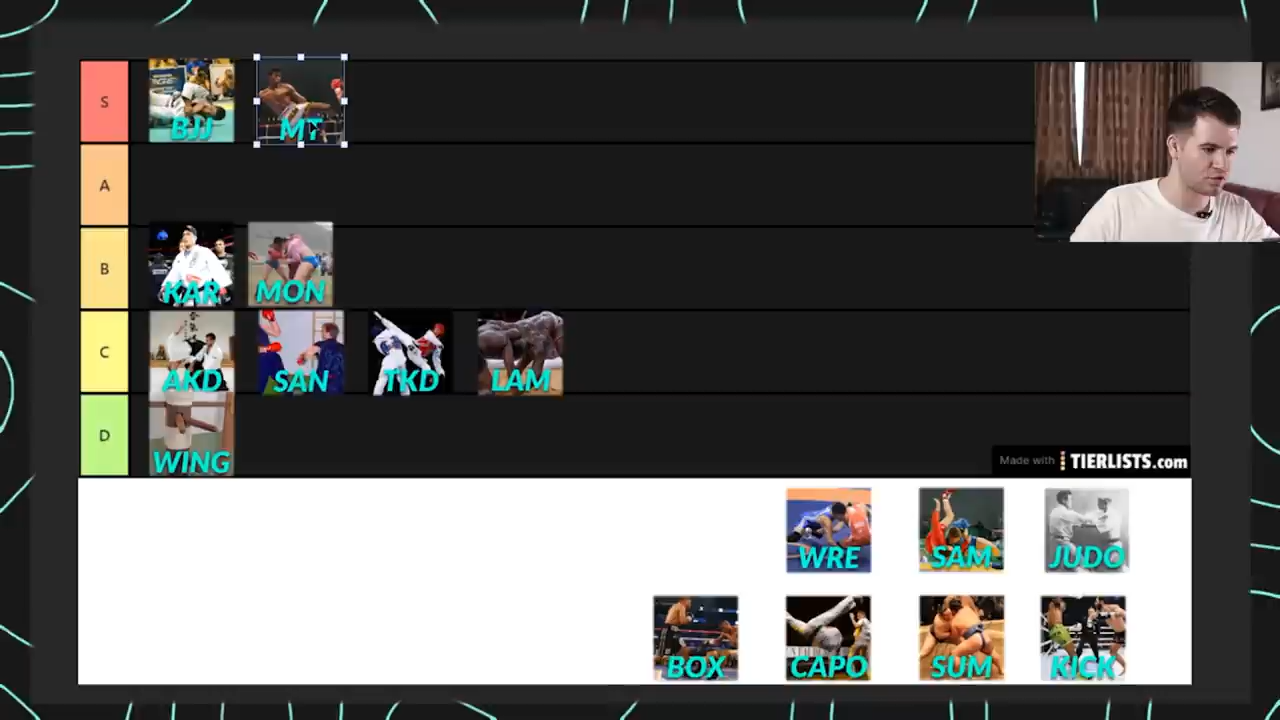 S
BJJ
MT
A
B
KAR
MON
C
AKD
SAN
TKD
LAM
D
WING
Made with TIERLISTS.com
WRE
SAM
JUDO
BOX
CAPO
SUM
KICK